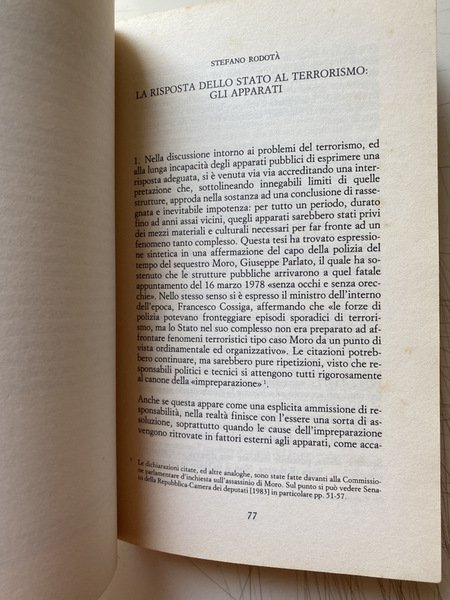 STEFANO RODOTÀ
LA RISPOSTA DELLO STATO AL TERRORISMO:
GLI APPARATI
1. Nella discussione intorno ai problemi del terrorismo, ed
alla lunga incapacità degli apparati pubblici di esprimere una
risposta adeguata, si è venuta via via accreditando una inter-
pretazione che, sottolineando innegabili limiti di quelle
strutture, approda nella sostanza ad una conclusione di rasse-
gnata e inevitabile impotenza: per tutto un periodo, durato
fino ad anni assai vicini, quegli apparati sarebbero stati privi
dei mezzi materiali e culturali necessari per far fronte ad un
fenomeno tanto complesso. Questa tesi ha trovato espressio-
ne sintetica in una affermazione del capo della polizia del
tempo del sequestro Moro, Giuseppe Parlato, il quale ha so-
stenuto che le strutture pubbliche arrivarono a quel fatale
appuntamento del 16 marzo 1978 «senza occhi e senza orec-
chie». Nello stesso senso si è espresso il ministro dell'interno
dell'epoca, Francesco Cossiga, affermando che «le forze di
polizia potevano fronteggiare episodi sporadici di terrori-
smo, ma lo Stato nel suo complesso non era preparato ad af-
frontare fenomeni terroristici tipo caso Moro da un punto di
vista ordinamentale ed organizzativo». Le citazioni potreb-
bero continuare, ma sarebbero pure ripetizioni, visto che re-
sponsabili politici e tecnici si attengono tutti rigorosamente
al canone della «impreparazione» ¹.
Anche se questa appare come una esplicita ammissione di re-
sponsabilità, nella realtà finisce con l'essere una sorta di as-
soluzione, soprattutto quando le cause dell'impreparazione
vengono ritrovate in fattori esterni agli apparati, come acca-
¹ Le dichiarazioni citate, ed altre analoghe, sono state fatte davanti alla Commissio-
ne parlamentare d'inchiesta sull'assassinio di Moro. Sul punto si può vedere Sena-
to della Repubblica-Camera dei deputati [1983] in particolare pp. 51-57.
77